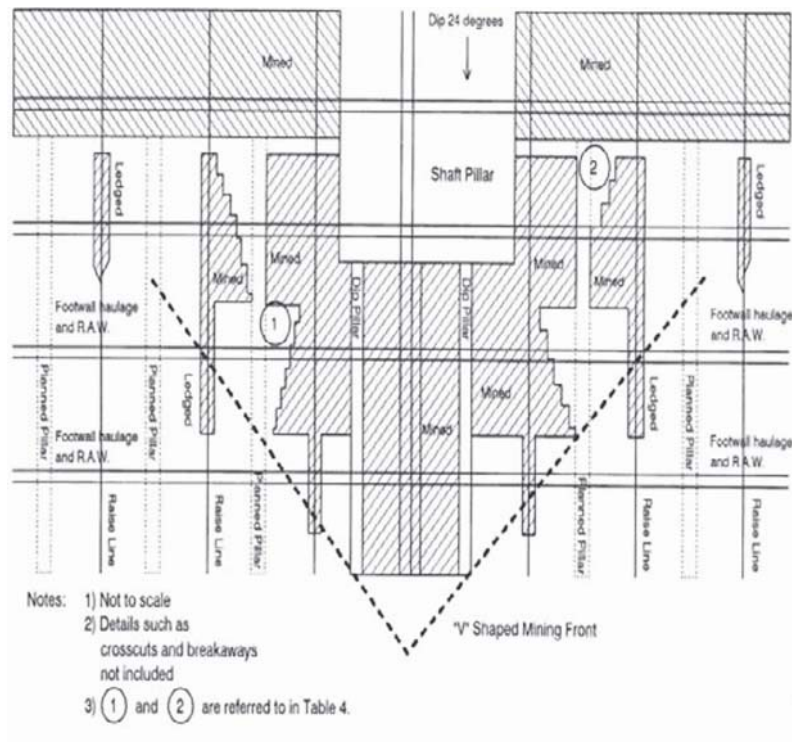 Dip 24 degrees
Mined
Mined
Shaft Pillar
1
2
Ledged
Ledged
Mined
Mined
Mined
Mined
Footwall haulage
and R.A.W.
Footwall haulage
and R.A.W.
Dip Pillar
Dip Pillar
Planned Pillar
Planned Pillar
Ledged
Mined
Mined
Ledged
Planned Pillar
Footwall haulage
and R.A.W.
Footwall haulage
and R.A.W.
Raise Line
Raise Line
Planned Pillar
Planned Pillar
Raise Line
Raise Line
Notes: 1) Not to scale
2) Details such as
crosscuts and breakaways
not included
3) 1 and 2 are referred to in Table 4.
"V" Shaped Mining Front